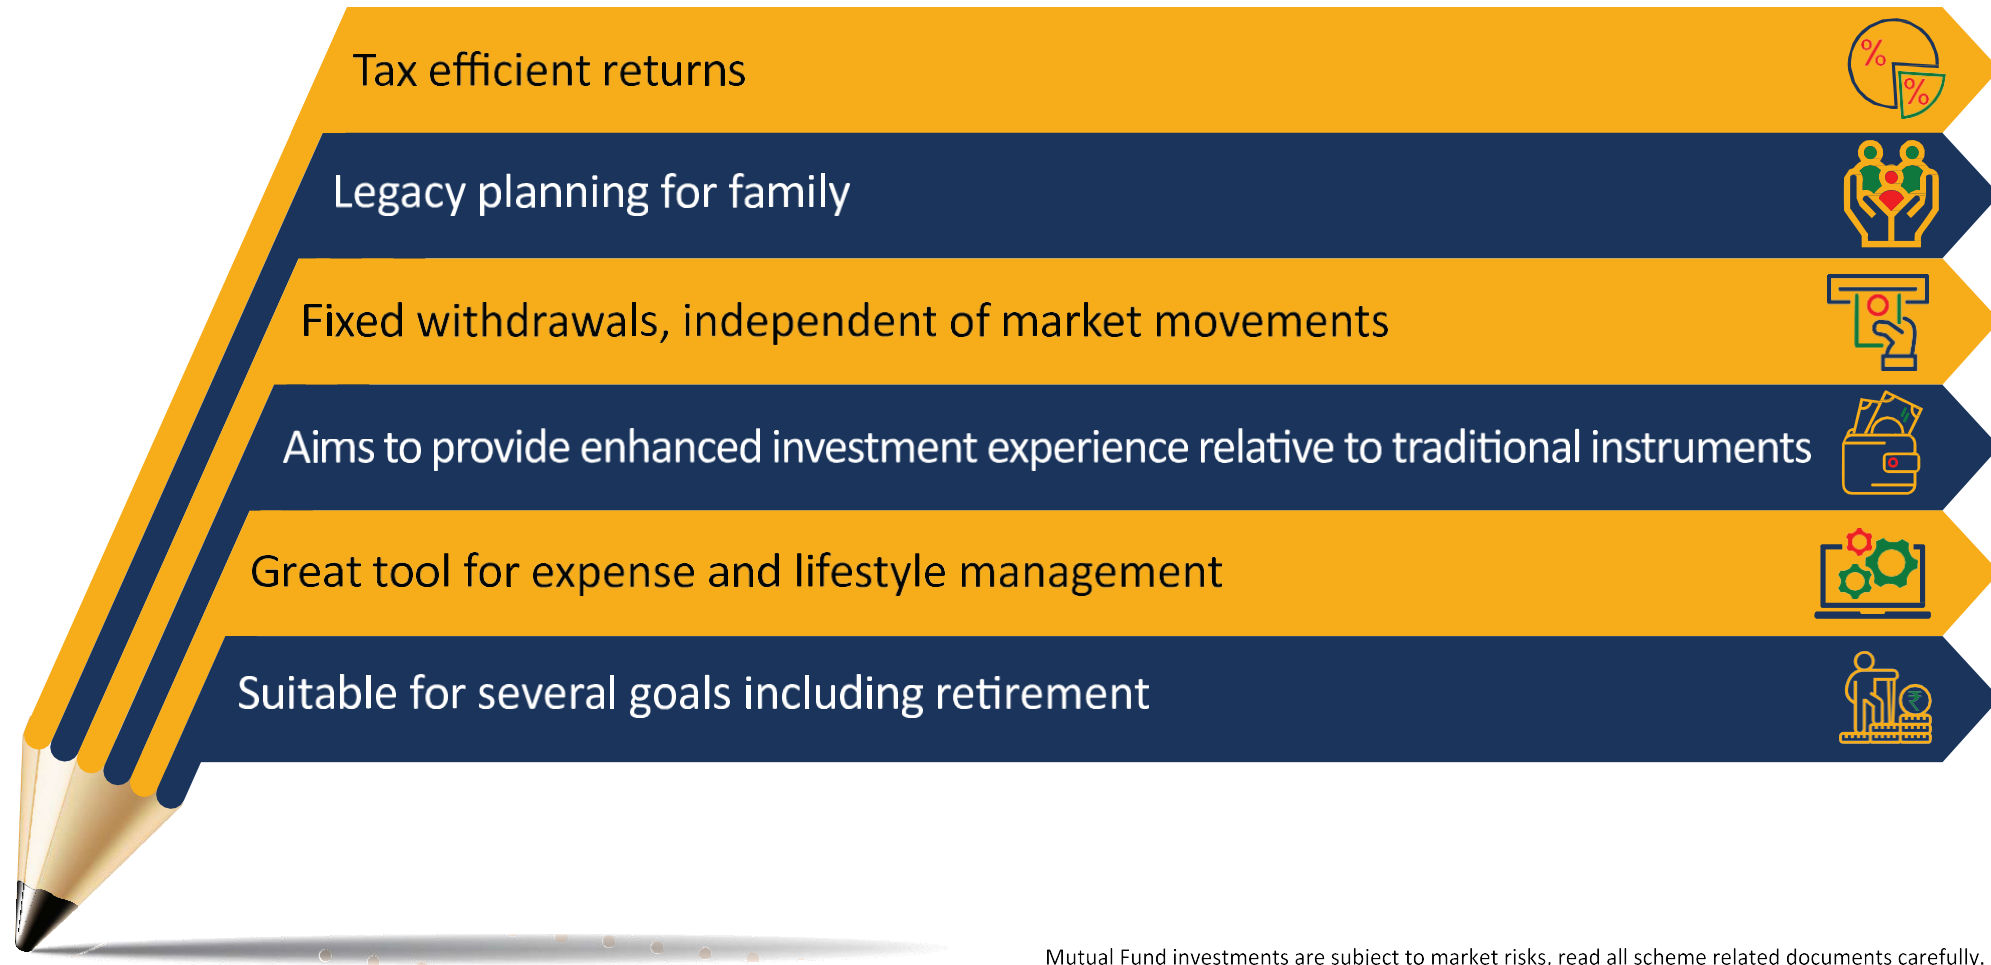 Tax efficient returns
%
%
Legacy planning for family
Fixed withdrawals, independent of market movements
Aims to provide enhanced investment experience relative to traditional instruments
Great tool for expense and lifestyle management
Suitable for several goals including retirement
₹
Mutual Fund investments are subject to market risks, read all scheme related documents carefully.